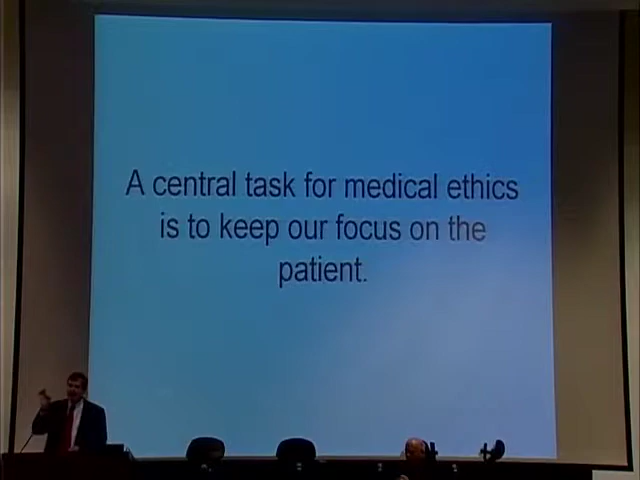 A central task for medical ethics
is to keep our focus on the
patient.